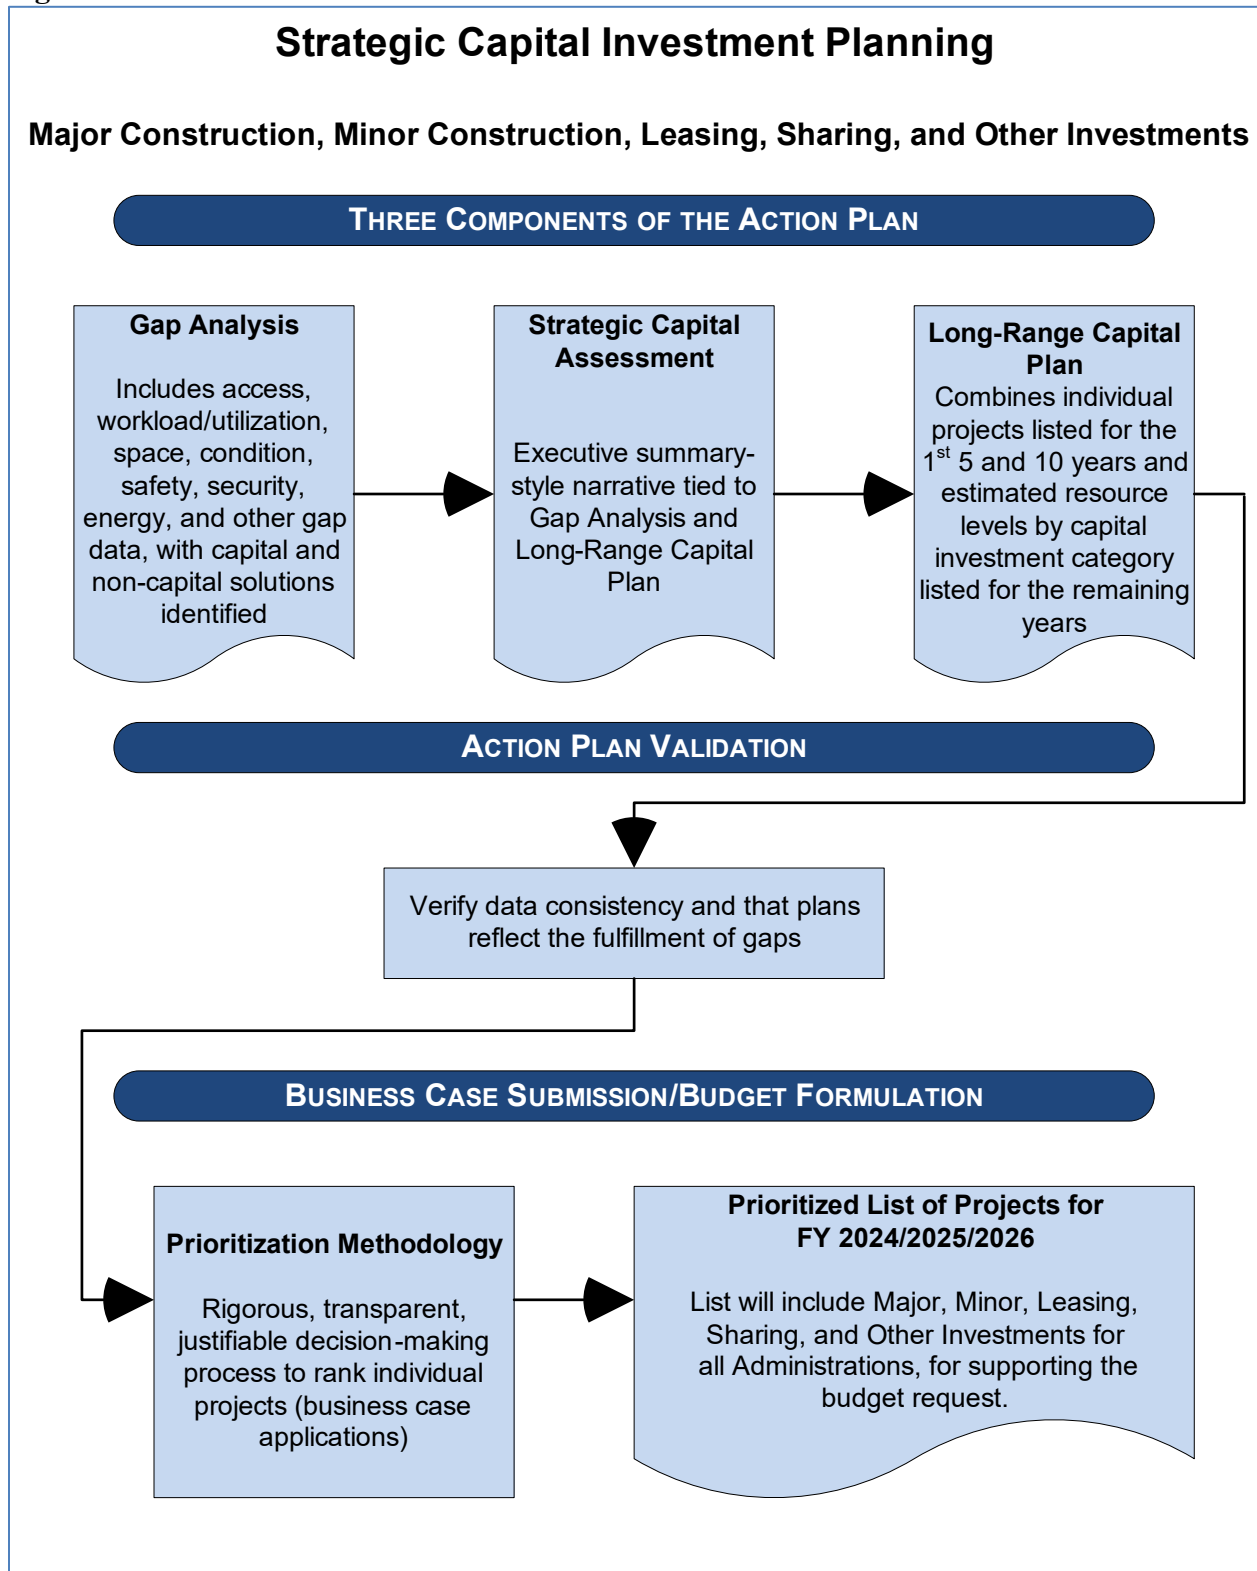 Strategic Capital Investment Planning
Major Construction, Minor Construction, Leasing, Sharing, and Other Investments
THREE COMPONENTS OF THE ACTION PLAN
Gap Analysis
Includes access,
workload/utilization,
space, condition,
safety, security,
energy, and other gap
data, with capital and
non-capital solutions
identified
Strategic Capital
Assessment
Executive summary-
style narrative tied to
Gap Analysis and
Long-Range Capital
Plan
Long-Range Capital
Plan
Combines individual
projects listed for the
1st 5 and 10 years and
estimated resource
levels by capital
investment category
listed for the remaining
years
ACTION PLAN VALIDATION
Verify data consistency and that plans
reflect the fulfillment of gaps
BUSINESS CASE SUBMISSION/BUDGET FORMULATION
Prioritization Methodology
Rigorous, transparent,
justifiable decision-making
process to rank individual
projects (business case
applications)
Prioritized List of Projects for
FY 2024/2025/2026
List will include Major, Minor, Leasing,
Sharing, and Other Investments for
all Administrations, for supporting the
budget request.